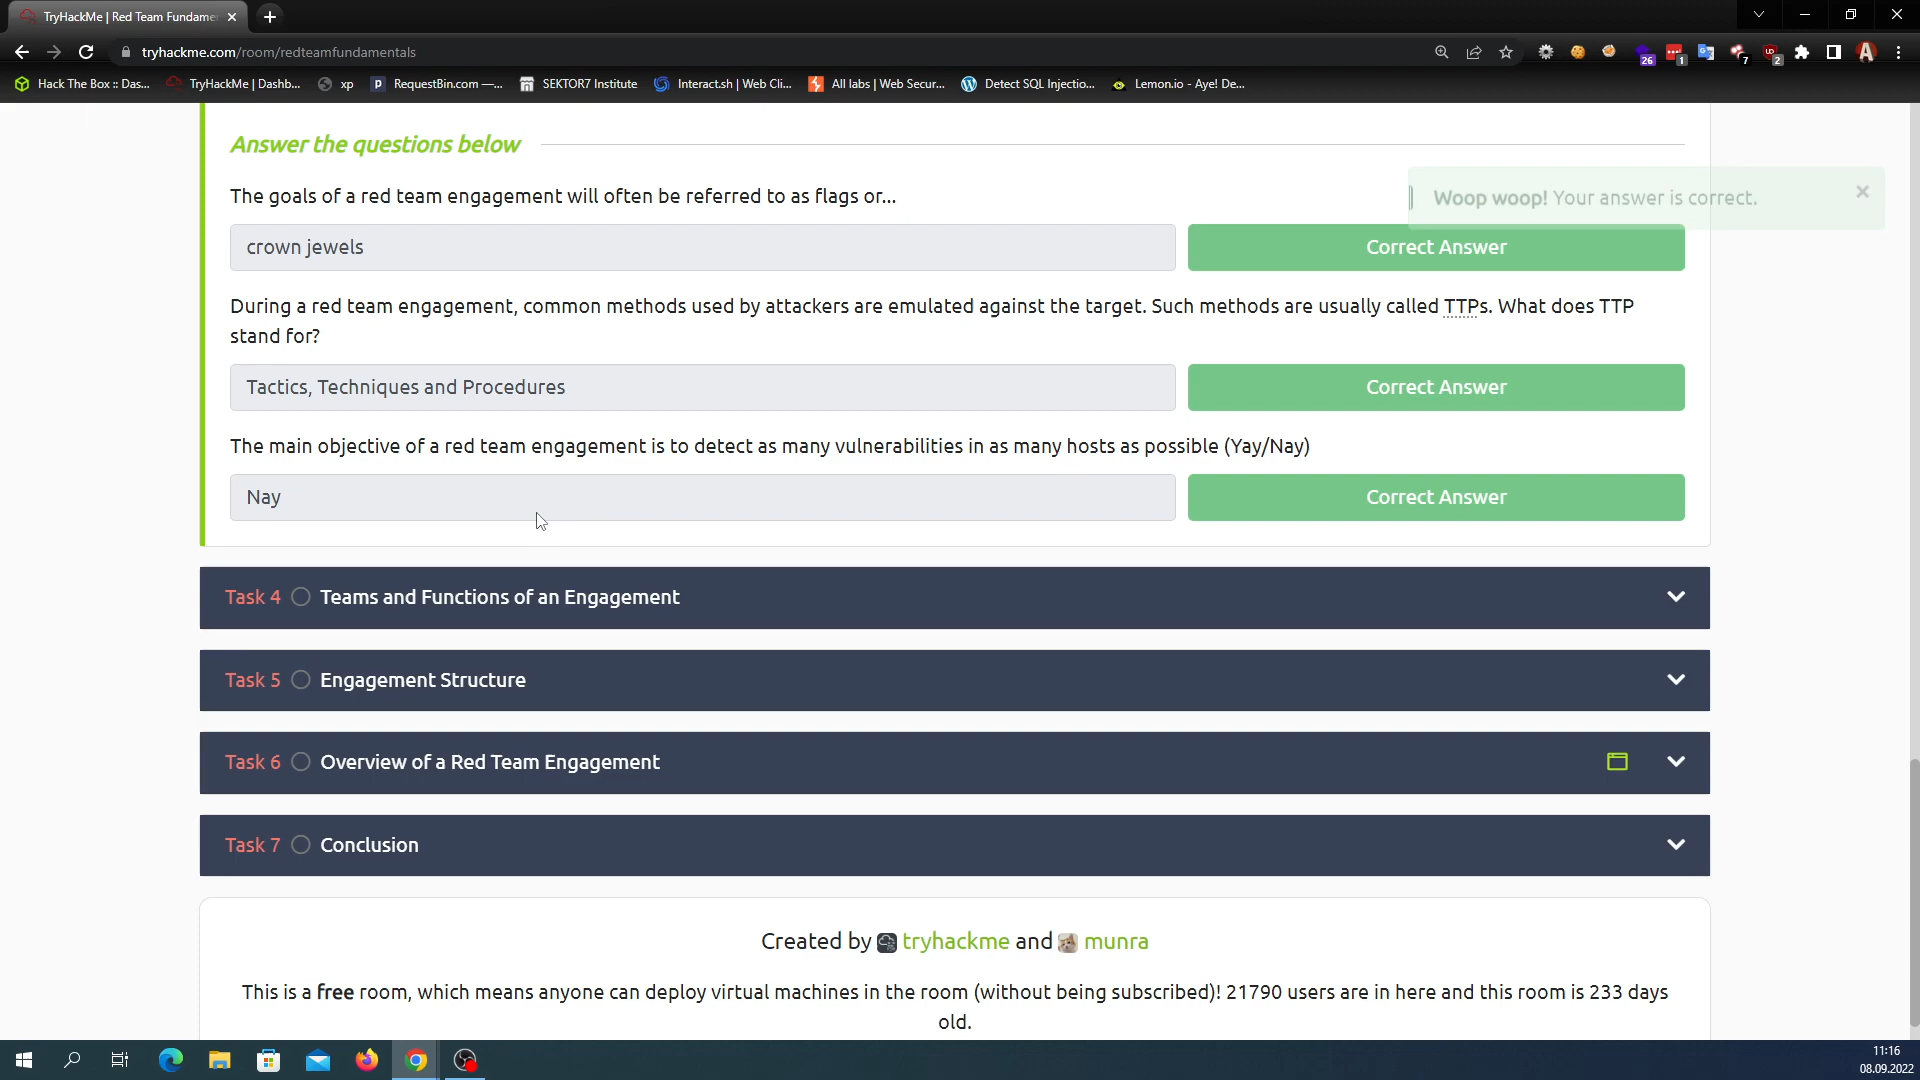 TryHackMe | Red Team Fundame
tryhackme.com/room/redteamfundamentals
26
1
7
UD
2
A
Hack The Box :: Das...
TryHackMe | Dashb...
xp
p
RequestBin.com —...
SEKTOR7 Institute
Interact.sh | Web Cli...
All labs | Web Secur...
Detect SQL Injectio...
Lemon.io - Aye! De...
Answer the questions below
The goals of a red team engagement will often be referred to as flags or...
Woop woop! Your answer is correct.
crown jewels
Correct Answer
During a red team engagement, common methods used by attackers are emulated against the target. Such methods are usually called TTPs. What does TTP
stand for?
Tactics, Techniques and Procedures
Correct Answer
The main objective of a red team engagement is to detect as many vulnerabilities in as many hosts as possible (Yay/Nay)
Nay
Correct Answer
Task 4 Teams and Functions of an Engagement
Task 5 Engagement Structure
Task 6 Overview of a Red Team Engagement
Task 7 Conclusion
Created by tryhackme and munra
This is a free room, which means anyone can deploy virtual machines in the room (without being subscribed)! 21790 users are in here and this room is 233 days
old.
11:16
08.09.2022